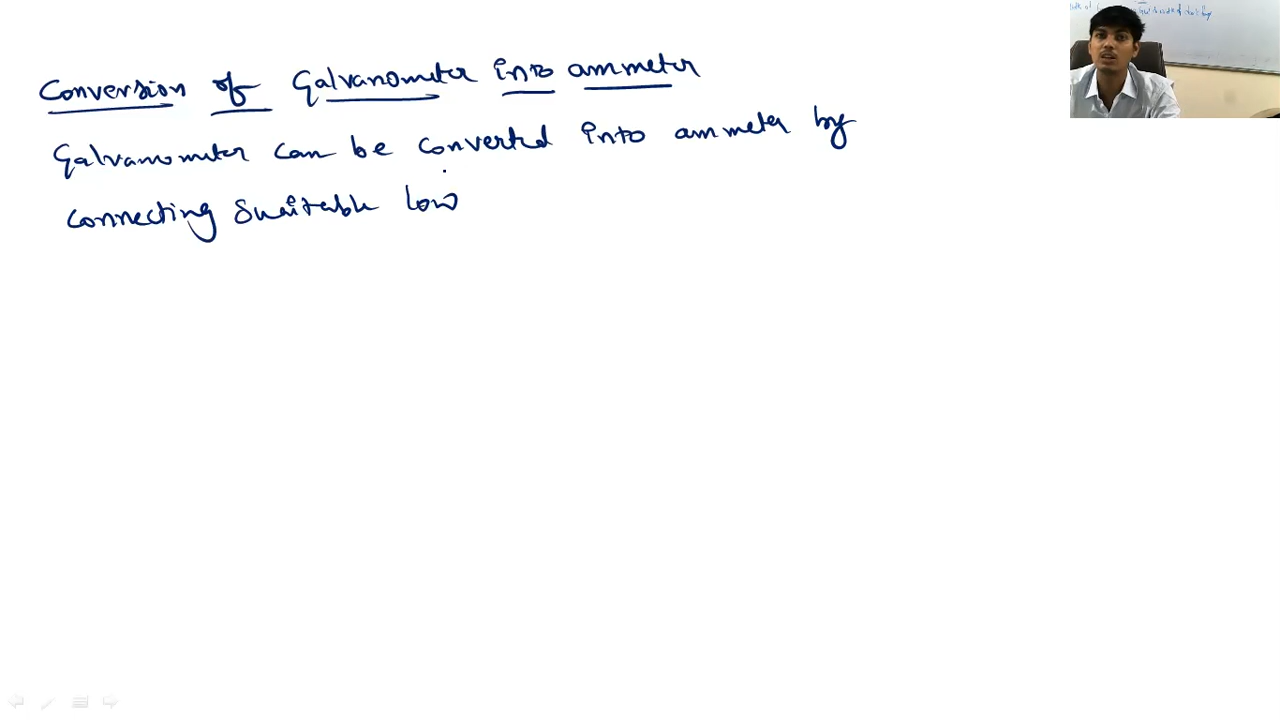 Conversion of Galvanometer into ammeter
Galvanometer can be converted into ammeter by
connecting suitable low